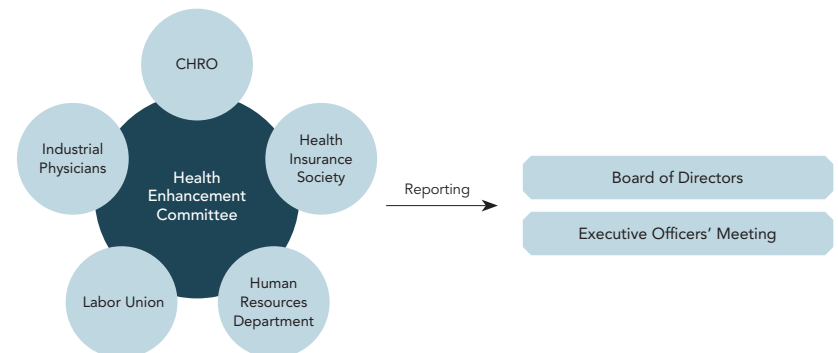 CHRO
Industrial
Physicians
Health
Insurance
Society
Health
Enhancement
Committee
Labor Union
Human
Resources
Department
Reporting
Board of Directors
Executive Officers’ Meeting